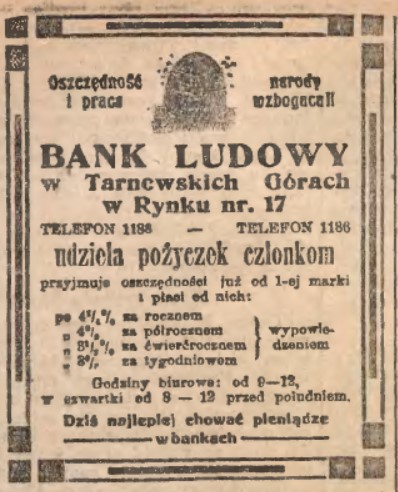 Oszczędność
i praca
narody
wzbogaca!!
BANK LUDOWY
w Tarnowskich Górach
w Rynku nr. 17
TELEFON 1188 — TELEFON 1186
udziela pożyczek członkom
przyjmuje oszczędności już od 1-ej marki
i płaci od nich:
po 4½% za rocznem
„ 4% za półrocznem
„ 3½% za ćwierćrocznem
„ 3% za tygodniowem
wypowie-
dzeniem
Godziny biurowe: od 9—12,
w czwartki od 8 — 12 przed południem.
Dziś najlepiej chować pieniądze
w bankach